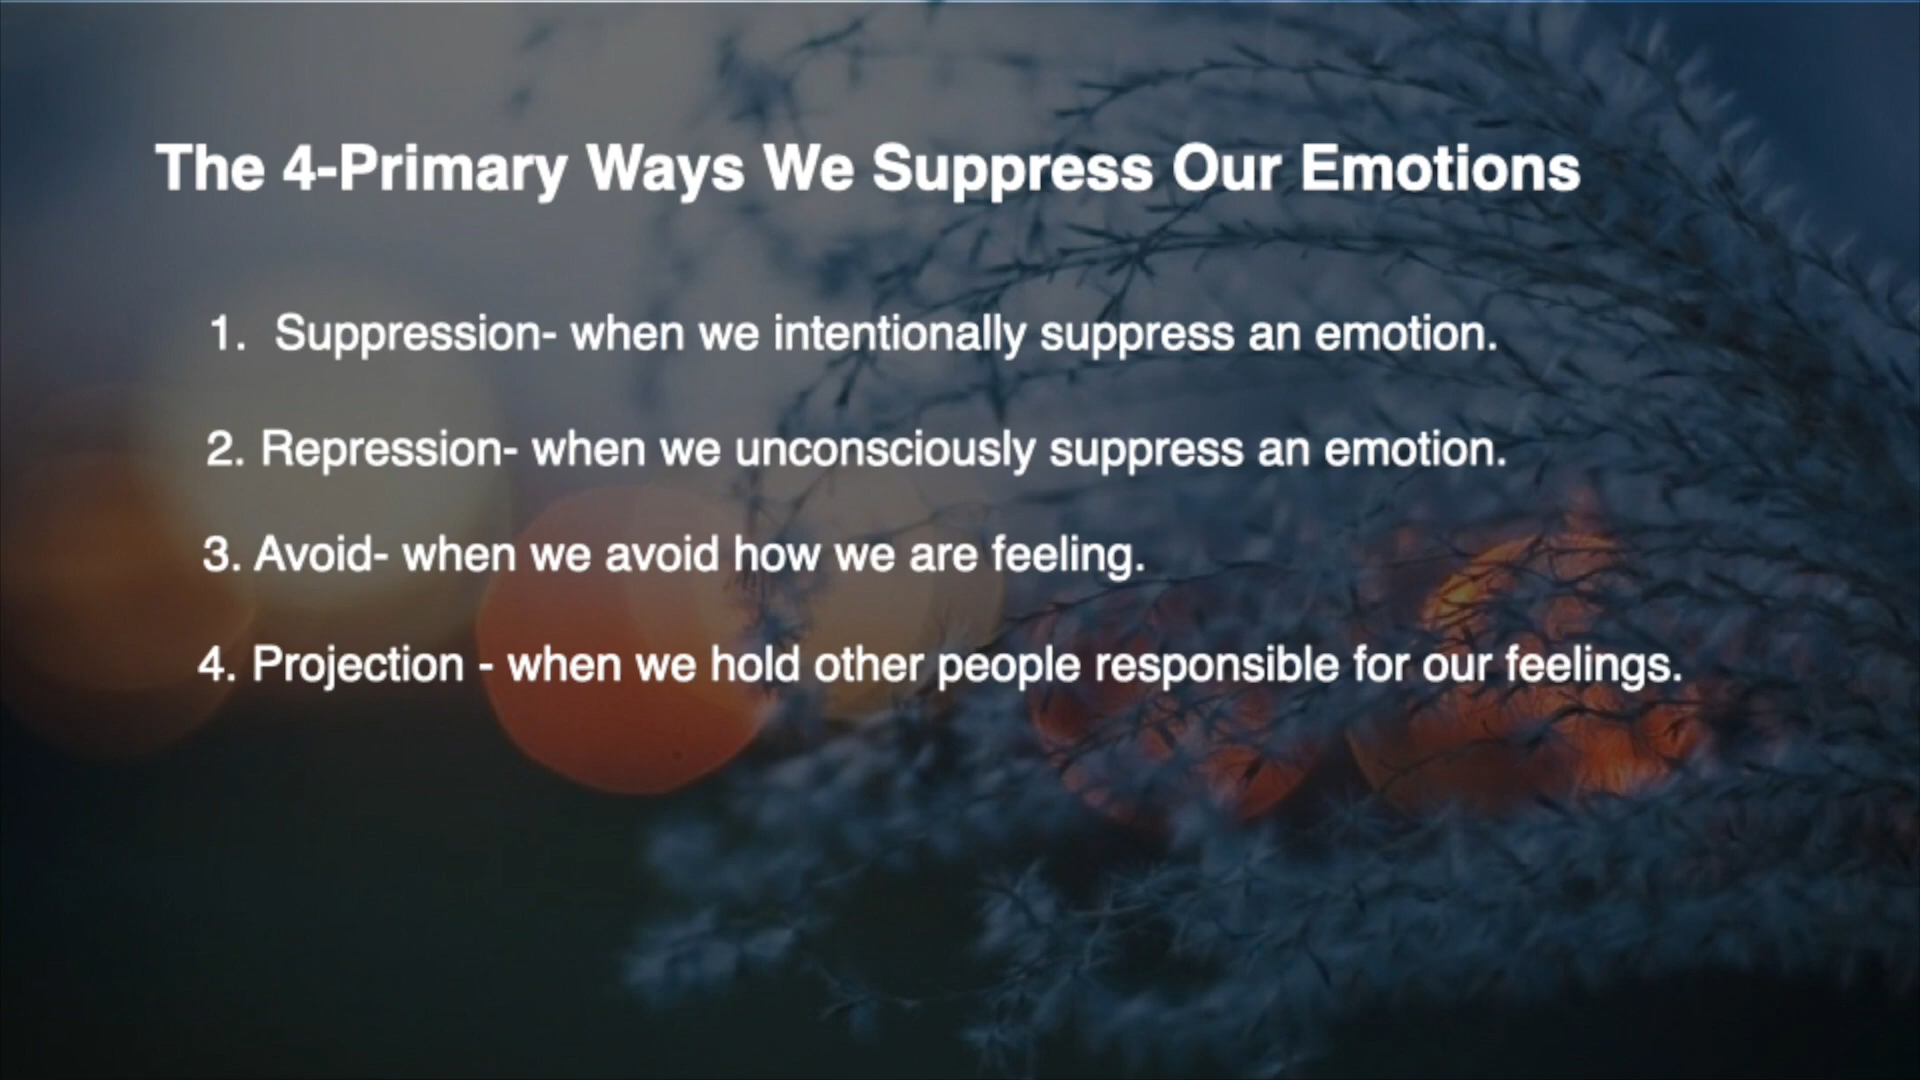 The 4-Primary Ways We Suppress Our Emotions
1. Suppression- when we intentionally suppress an emotion.
2. Repression- when we unconsciously suppress an emotion.
3. Avoid- when we avoid how we are feeling.
4. Projection - when we hold other people responsible for our feelings.